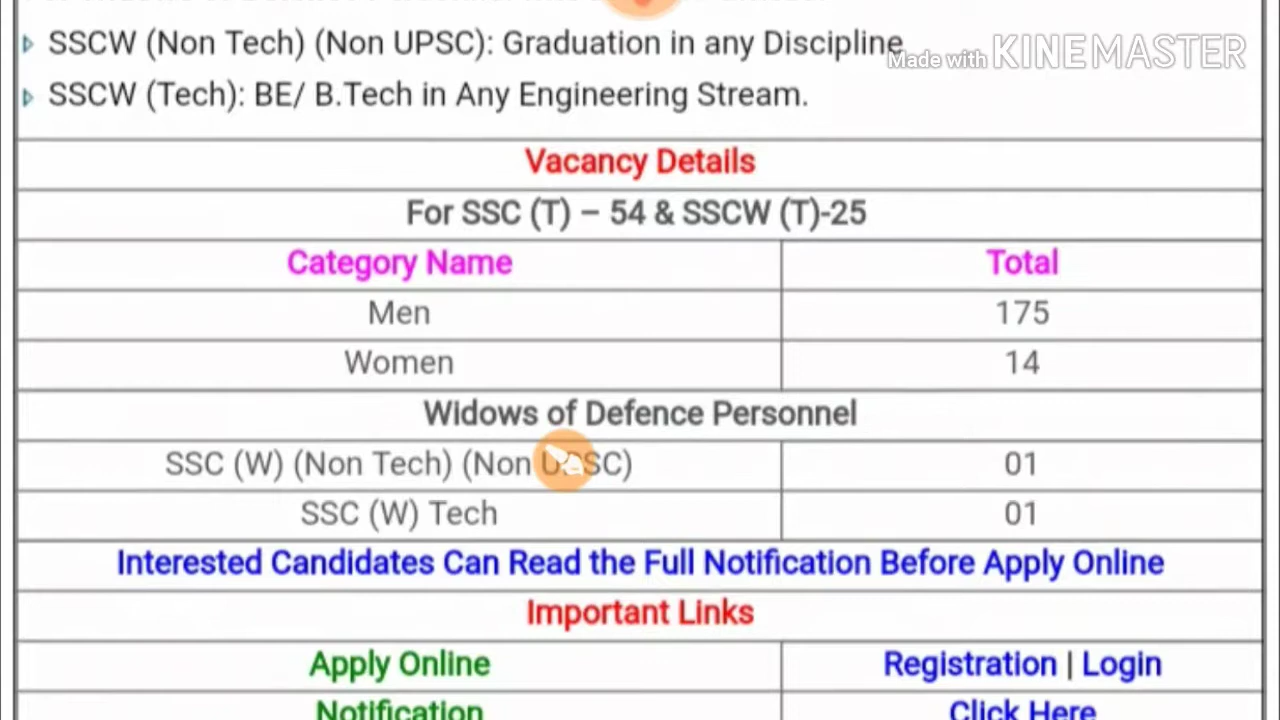 SSCW (Non Tech) (Non UPSC): Graduation in any Discipline
Made with KINEMASTER
SSCW (Tech): BE/ B.Tech in Any Engineering Stream.
Vacancy Details
For SSC (T) – 54 & SSCW (T)-25
Category Name Total
Men 175
Women 14
Widows of Defence Personnel
SSC (W) (Non Tech) (Non UPSC) 01
SSC (W) Tech 01
Interested Candidates Can Read the Full Notification Before Apply Online
Important Links
Apply Online Registration | Login
Notification Click Here